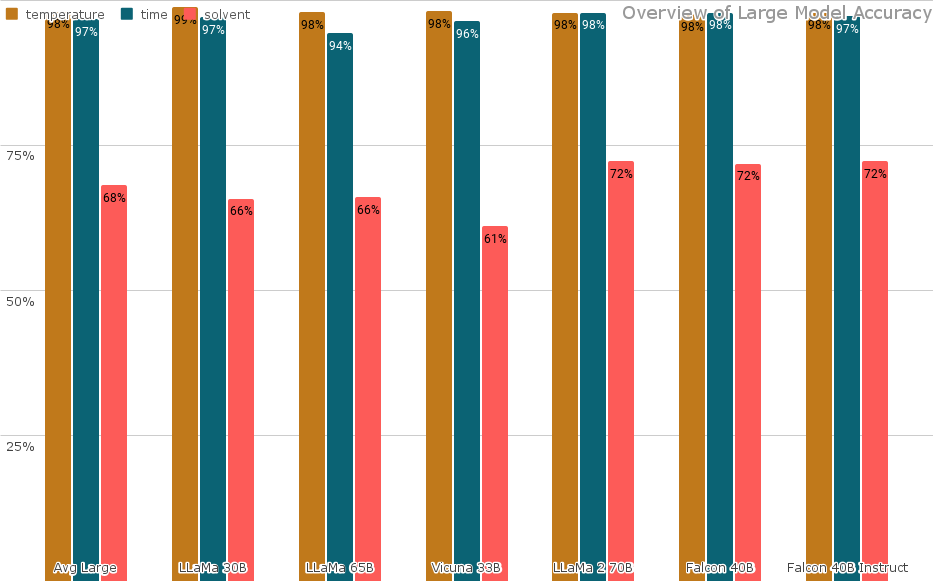 Overview of Large Model Accuracy
temperature time solvent
98% 97% 68%
99% 97% 66%
98% 94% 66%
98% 96% 61%
98% 98% 72%
98% 98% 72%
98% 97% 72%
75%
50%
25%
Avg Large LLaMa 30B LLaMa 65B Vicuna 33B LLaMa 2 70B Falcon 40B Falcon 40B Instruct